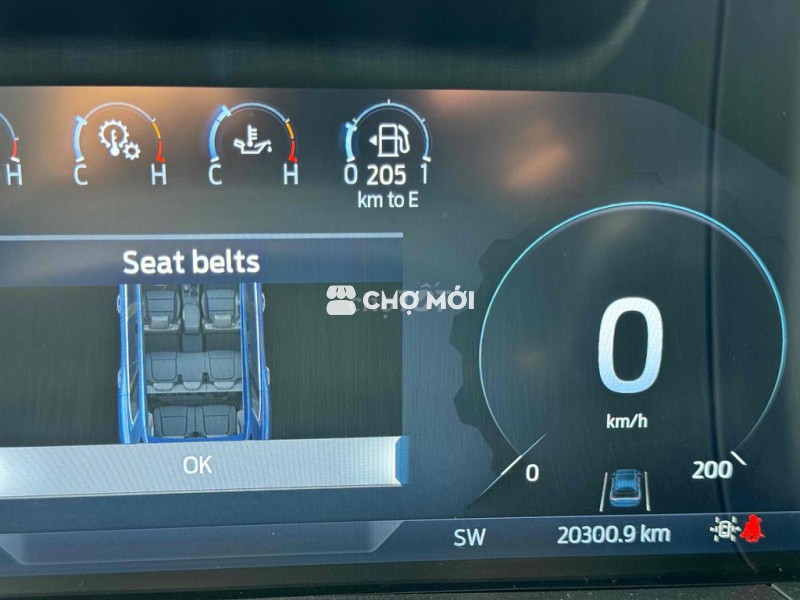 H
C H
C H
0 205 1
km to E
Seat belts
CHỢ MỚI
0
km/h
OK
0
200
SW
20300.9 km